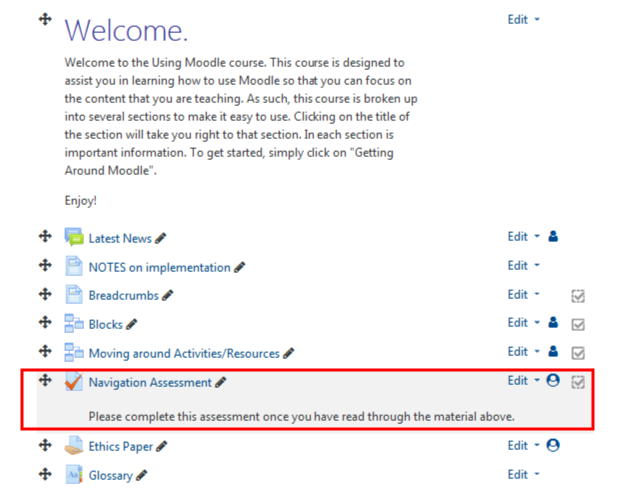 Welcome.
Edit
Welcome to the Using Moodle course. This course is designed to
assist you in learning how to use Moodle so that you can focus on
the content that you are teaching. As such, this course is broken up
into several sections to make it easy to use. Clicking on the title of
the section will take you right to that section. In each section is
important information. To get started, simply click on "Getting
Around Moodle".
Enjoy!
Latest News Edit
NOTES on implementation Edit
Breadcrumbs Edit
Blocks Edit
Moving around Activities/Resources Edit
Navigation Assessment Edit
Please complete this assessment once you have read through the material above.
Ethics Paper Edit
Aa Glossary Edit